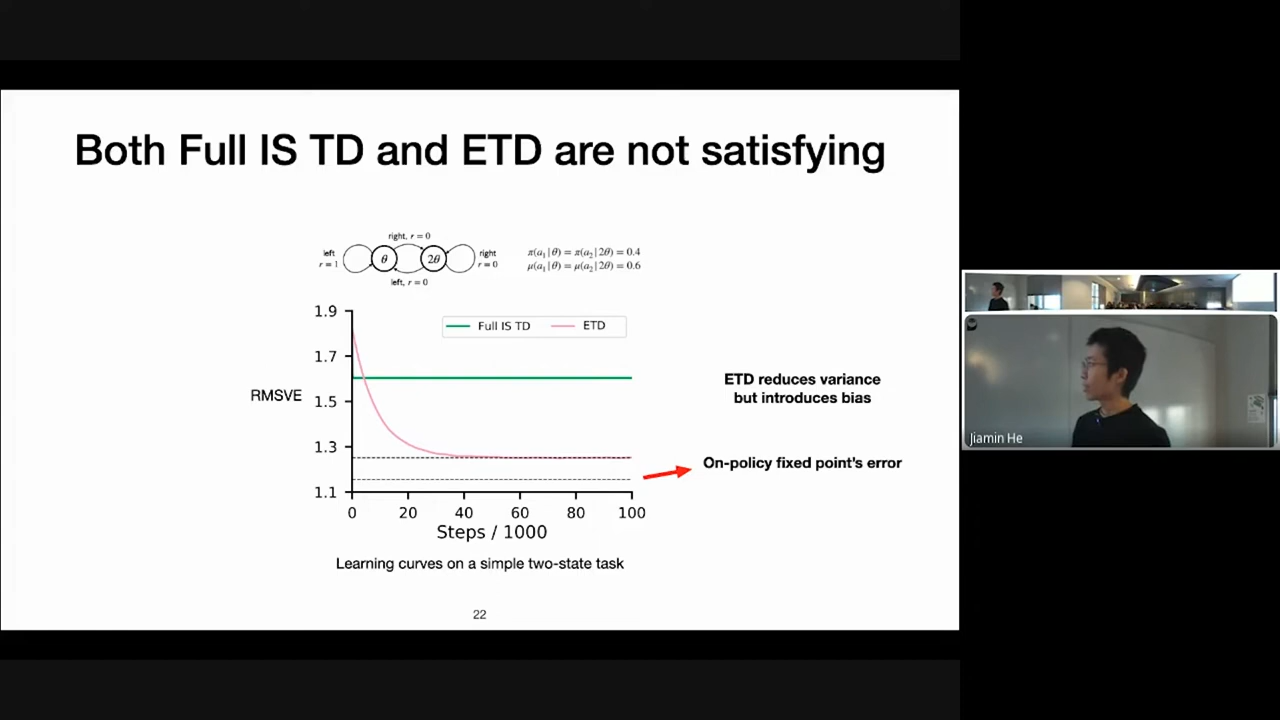 Both Full IS TD and ETD are not satisfying
right, r = 0
left
r = 1
θ
2θ
right
r = 0
left, r = 0
π(a₁|θ) = π(a₂|2θ) = 0.4
μ(a₁|θ) = μ(a₂|2θ) = 0.6
1.9
1.7
1.5
1.3
1.1
RMSVE
Full IS TD
ETD
0 20 40 60 80 100
Steps / 1000
Learning curves on a simple two-state task
ETD reduces variance
but introduces bias
On-policy fixed point's error
22
Jiamin He